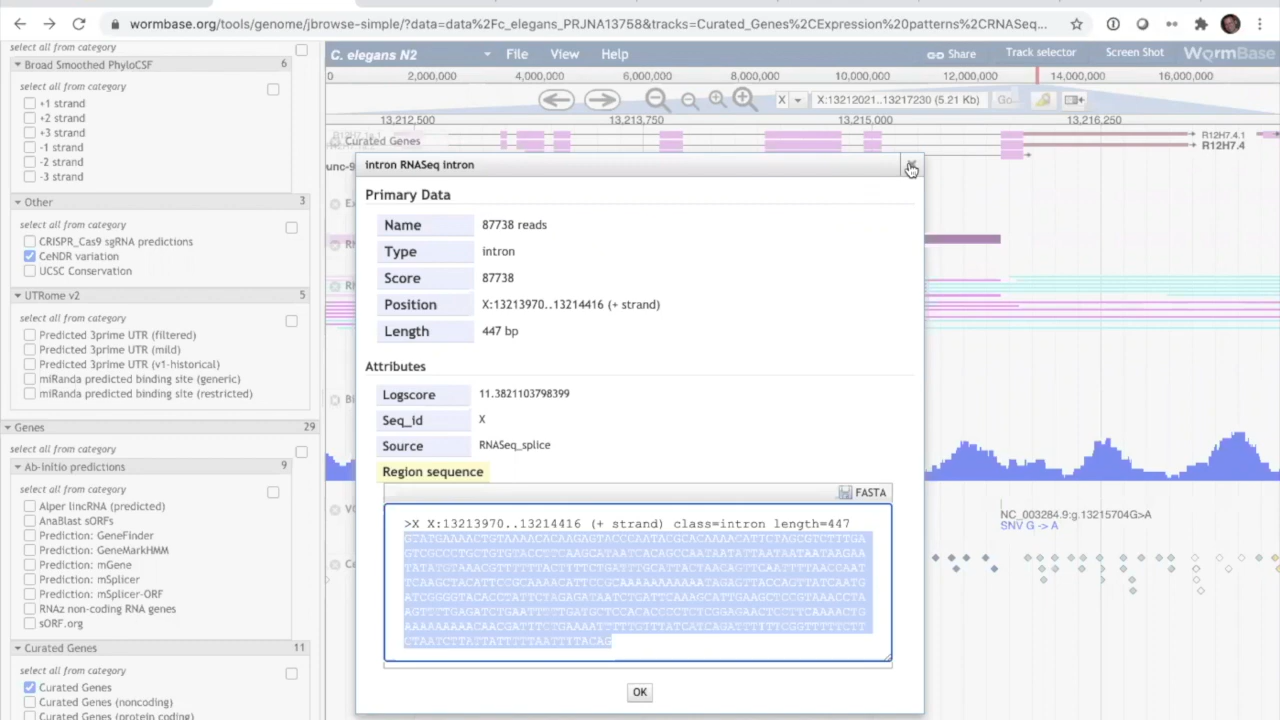 wormbase.org/tools/genome/jbrowse-simple/?data=data%2Fc_elegans_PRJNA13758&tracks=Curated_Genes%2CExpression%20patterns%2CRNASeq...
select all from category
Broad Smoothed PhyloCSF 6
select all from category
+1 strand
+2 strand
+3 strand
-1 strand
-2 strand
-3 strand
Other 3
select all from category
CRISPR_Cas9 sgRNA predictions
CeNDR variation
UCSC Conservation
UTRome v2 5
select all from category
Predicted 3prime UTR (filtered)
Predicted 3prime UTR (mild)
Predicted 3prime UTR (v1-historical)
miRanda predicted binding site (generic)
miRanda predicted binding site (restricted)
Genes 29
select all from category
Ab-initio predictions 9
select all from category
Alper lincRNA (predicted)
AnaBlast sORFs
Prediction: GeneFinder
Prediction: GeneMarkHMM
Prediction: mGene
Prediction: mSplicer
Prediction: mSplicer-ORF
RNAz non-coding RNA genes
sORF.org
Curated Genes 11
select all from category
Curated Genes
Curated Genes (noncoding)
Curated Genes (protein coding)
C. elegans N2 File View Help Share Track selector Screen Shot WormBase
0 2,000,000 4,000,000 6,000,000 8,000,000 10,000,000 12,000,000 14,000,000 16,000,000
X X:13212021..13217230 (5.21 Kb) Go
13,212,500 13,213,750 13,215,000 13,216,250
Curated Genes
R12H7.4.1
R12H7.4
unc-9
intron RNASeq intron
Primary Data
Name 87738 reads
Type intron
Score 87738
Position X:13213970..13214416 (+ strand)
Length 447 bp
Attributes
Logscore 11.3821103798399
Seq_id X
Source RNASeq_splice
Region sequence
FASTA
>X X:13213970..13214416 (+ strand) class=intron length=447
OK
NC_003284.9:g.13215704G>A
SNV G -> A